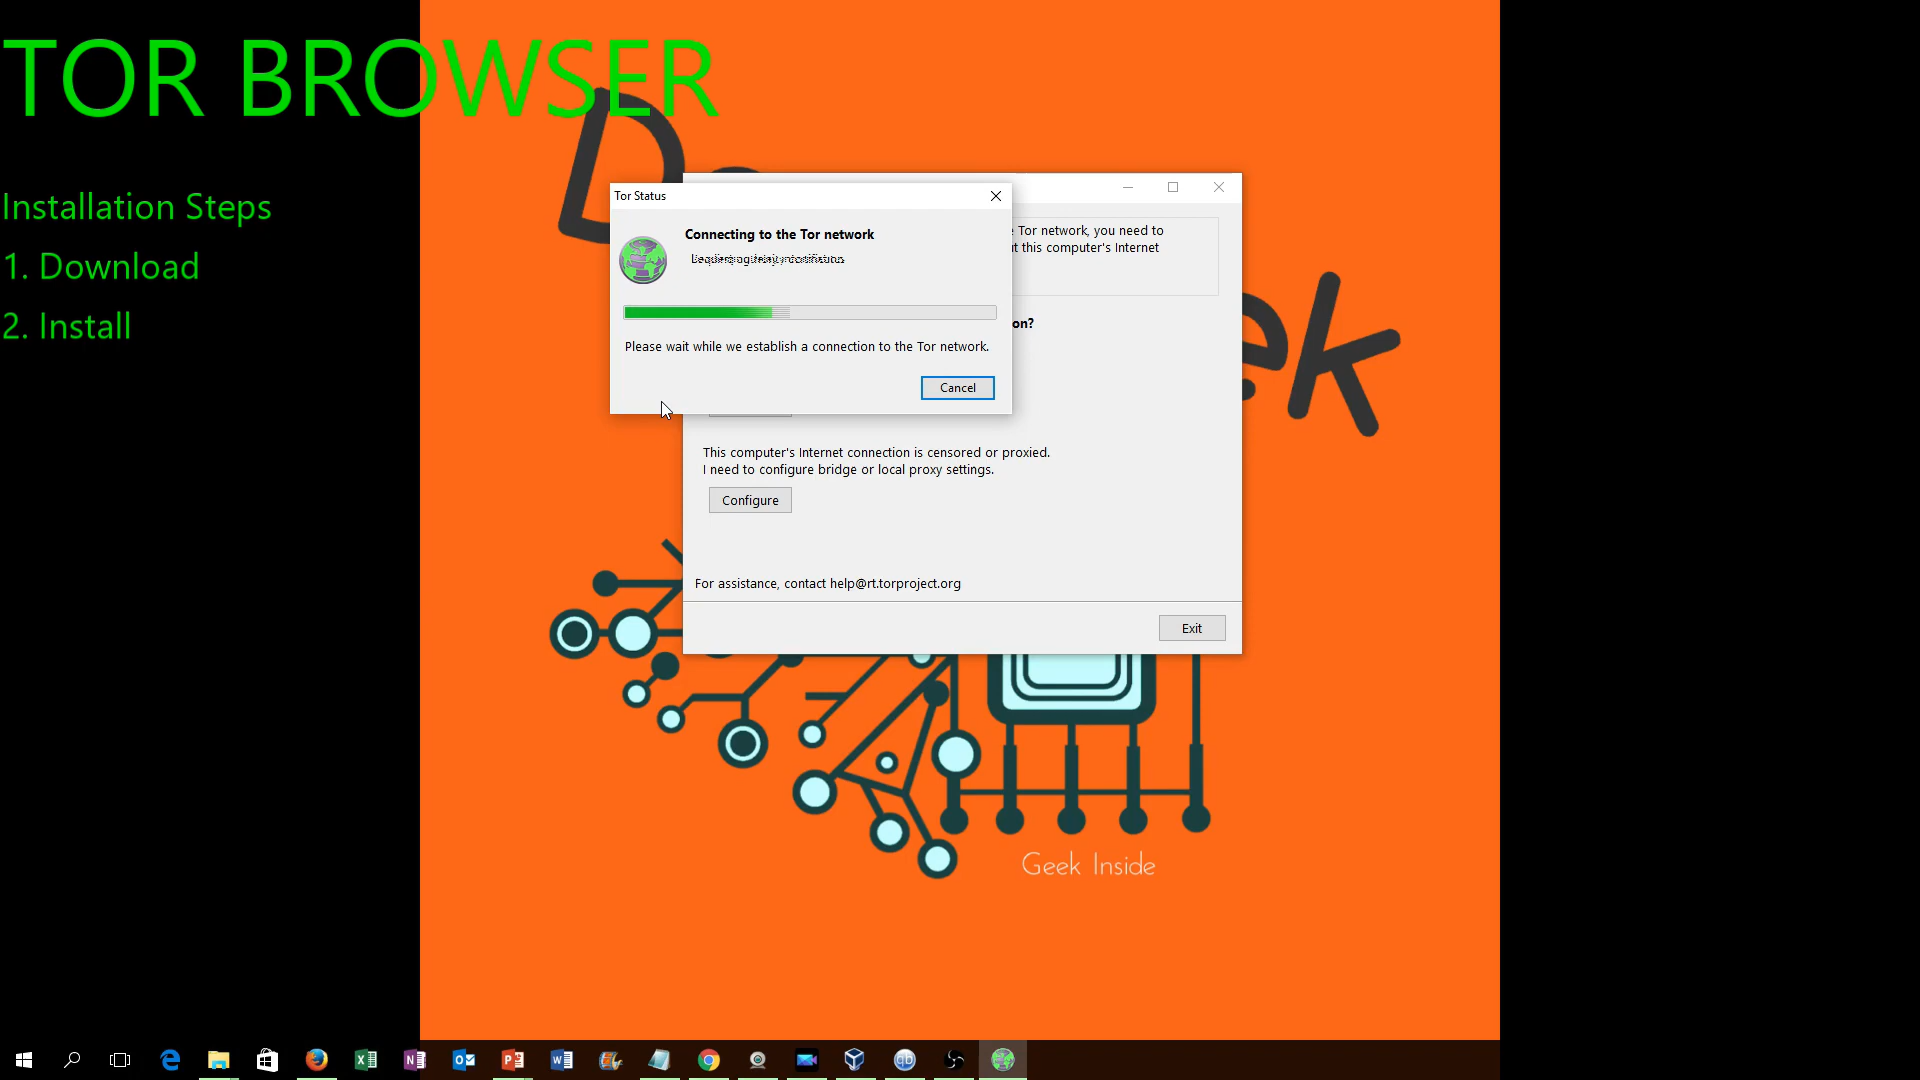 TOR BROWSER
Installation Steps
1. Download
2. Install
Tor Status
Connecting to the Tor network
Please wait while we establish a connection to the Tor network.
Cancel
Tor network, you need to
this computer's Internet
on?
This computer's Internet connection is censored or proxied.
I need to configure bridge or local proxy settings.
Configure
For assistance, contact help@rt.torproject.org
Exit
ek
Geek Inside